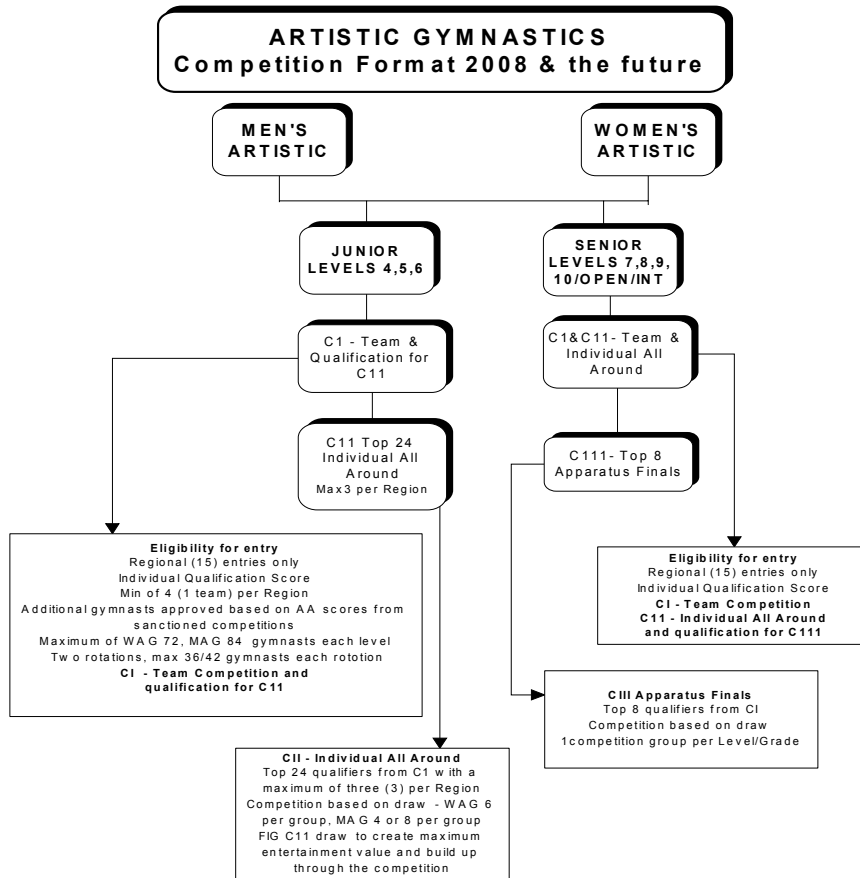 ARTISTIC GYMNASTICS
Competition Format 2008 & the future
MEN'S
ARTISTIC
WOMEN'S
ARTISTIC
JUNIOR
LEVELS 4,5,6
SENIOR
LEVELS 7,8,9,
10/OPEN/INT
C1 - Team &
Qualification for
C11
C1&C11- Team &
Individual All
Around
C11 Top 24
Individual All
Around
Max3 per Region
C111- Top 8
Apparatus Finals
Eligibility for entry
Regional (15) entries only
Individual Qualification Score
Min of 4 (1 team) per Region
Additional gymnasts approved based on AA scores from
sanctioned competitions
Maximum of WAG 72, MAG 84 gymnasts each level
Two rotations, max 36/42 gymnasts each rototion
CI - Team Competition and
qualification for C11
Eligibility for entry
Regional (15) entries only
Individual Qualification Score
CI - Team Competition
C11 - Individual All Around
and qualification for C111
CIII Apparatus Finals
Top 8 qualifiers from CI
Competition based on draw
1competition group per Level/Grade
CII - Individual All Around
Top 24 qualifiers from C1 with a
maximum of three (3) per Region
Competition based on draw - WAG 6
per group, MAG 4 or 8 per group
FIG C11 draw to create maximum
entertainment value and build up
through the competition